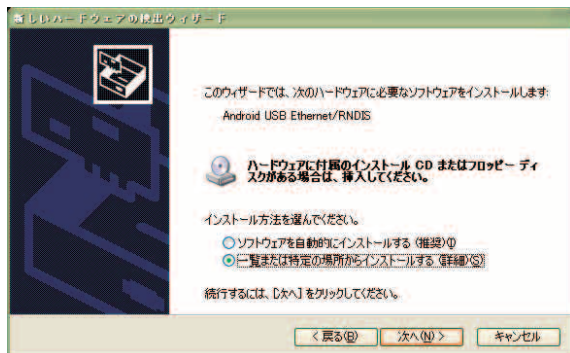 新しいハードウェアの検出ウィザード
このウィザードでは、次のハードウェアに必要なソフトウェアをインストールします:
Android USB Ethernet/RNDIS
ハードウェアに付属のインストール CD またはフロッピー ディ
スクがある場合は、挿入してください。
インストール方法を選んでください。
ソフトウェアを自動的にインストールする (推奨)(I)
一覧または特定の場所からインストールする (詳細)(S)
続行するには、[次へ] をクリックしてください。
< 戻る(B)
次へ(N) >
キャンセル